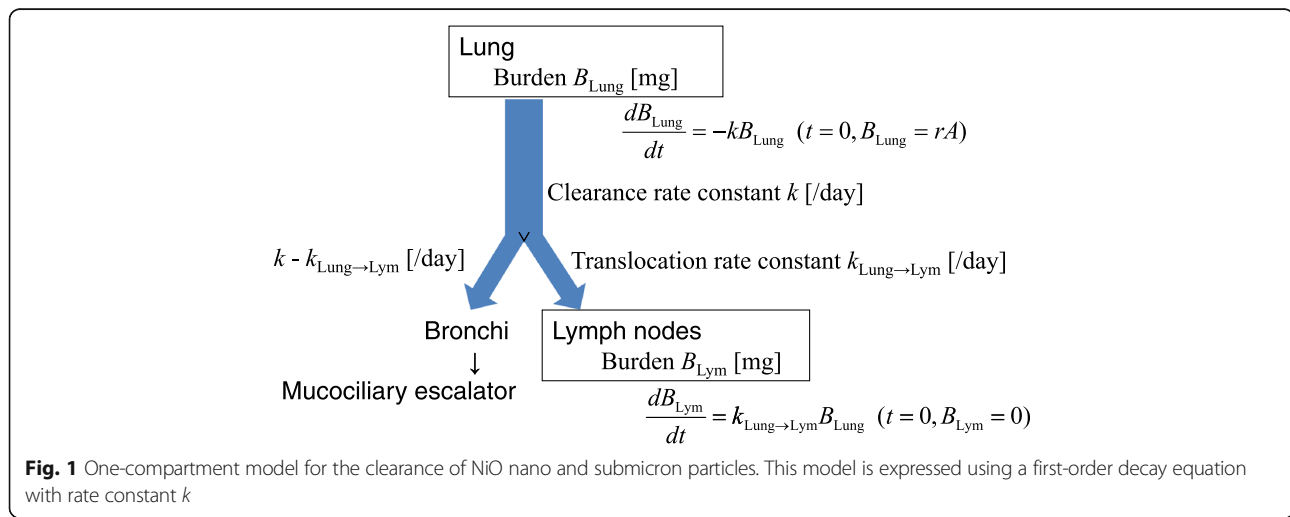 Lung
Burden B_Lung [mg]
dB_Lung/dt = −kB_Lung (t = 0, B_Lung = rA)
Clearance rate constant k [/day]
k - k_Lung→Lym [/day]
Translocation rate constant k_Lung→Lym [/day]
Bronchi
↓
Mucociliary escalator
Lymph nodes
Burden B_Lym [mg]
dB_Lym/dt = k_Lung→Lym B_Lung (t = 0, B_Lym = 0)
Fig. 1 One-compartment model for the clearance of NiO nano and submicron particles. This model is expressed using a first-order decay equation
with rate constant k